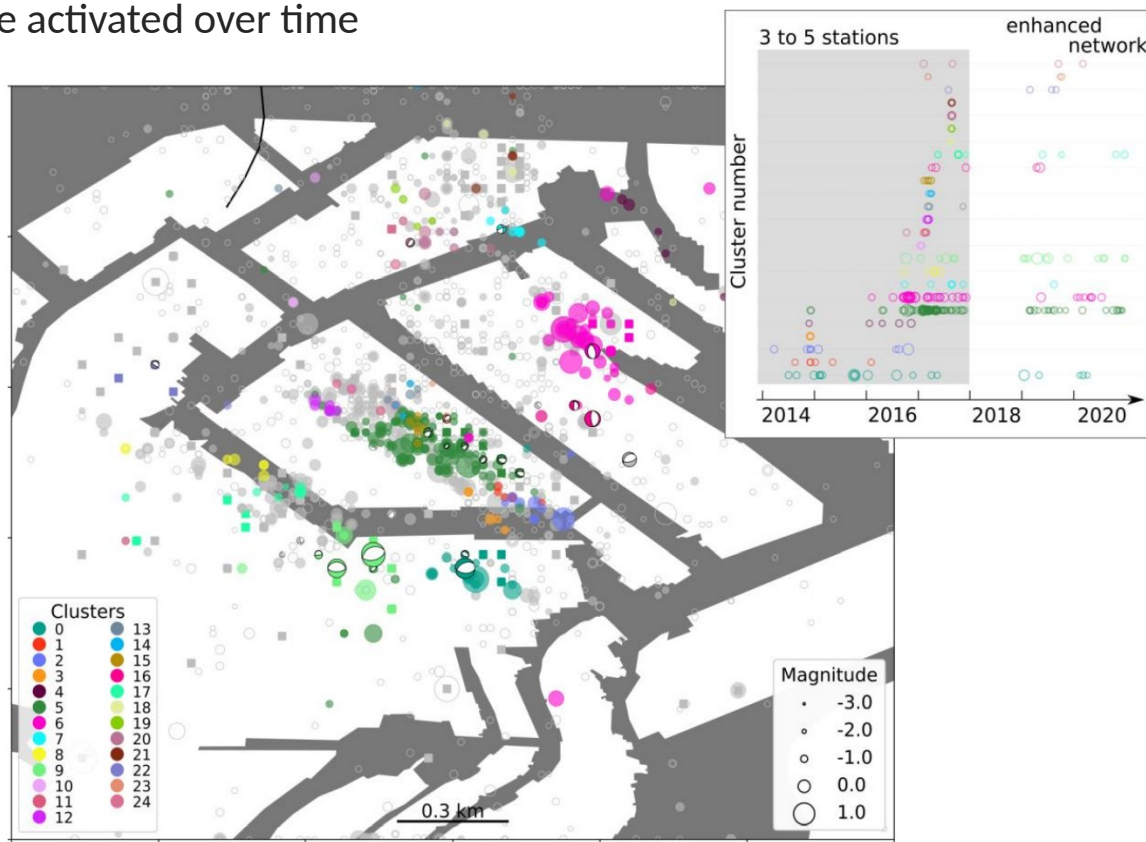 e activated over time
3 to 5 stations
enhanced
network
Cluster number
2014 2016 2018 2020
Clusters
0 13
1 14
2 15
3 16
4 17
5 18
6 19
7 20
8 21
9 22
10 23
11 24
12
0.3 km
Magnitude
-3.0
-2.0
-1.0
0.0
1.0